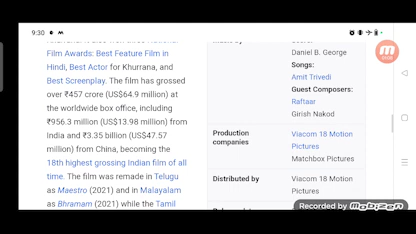 9:30
Film Awards: Best Feature Film in
Hindi, Best Actor for Khurrana, and
Best Screenplay. The film has grossed
over ₹457 crore (US$64.9 million) at
the worldwide box office, including
₹956.3 million (US$13.98 million) from
India and ₹3.35 billion (US$47.57
million) from China, becoming the
18th highest grossing Indian film of all
time. The film was remade in Telugu
as Maestro (2021) and in Malayalam
as Bhramam (2021) while the Tamil
Daniel B. George
Songs:
Amit Trivedi
Guest Composers:
Raftaar
Girish Nakod
Production
companies
Viacom 18 Motion
Pictures
Matchbox Pictures
Distributed by
Viacom 18 Motion
Pictures
Recorded by Mobizen